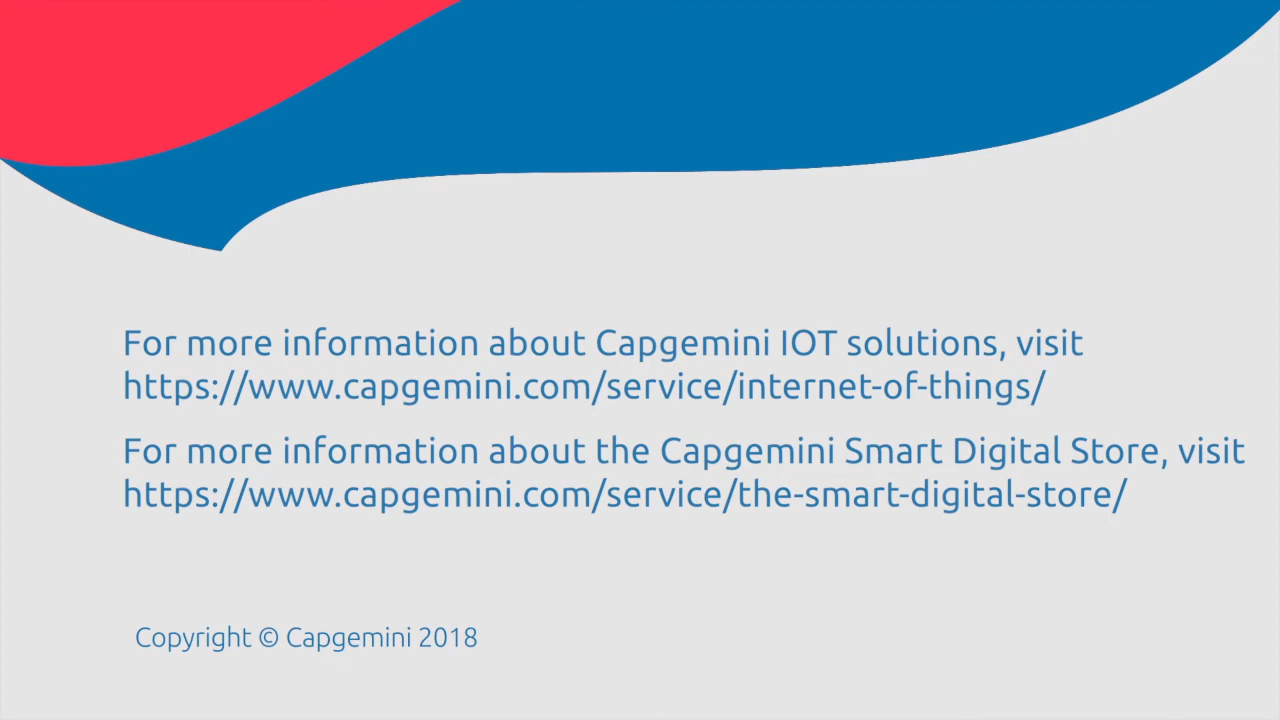 For more information about Capgemini IOT solutions, visit
https://www.capgemini.com/service/internet-of-things/
For more information about the Capgemini Smart Digital Store, visit
https://www.capgemini.com/service/the-smart-digital-store/
Copyright © Capgemini 2018